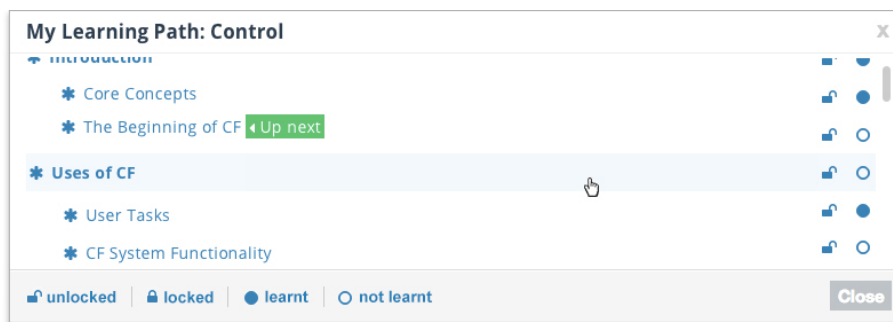 My Learning Path: Control
x
Introduction
Core Concepts
The Beginning of CF Up next
Uses of CF
User Tasks
CF System Functionality
unlocked locked learnt not learnt
Close